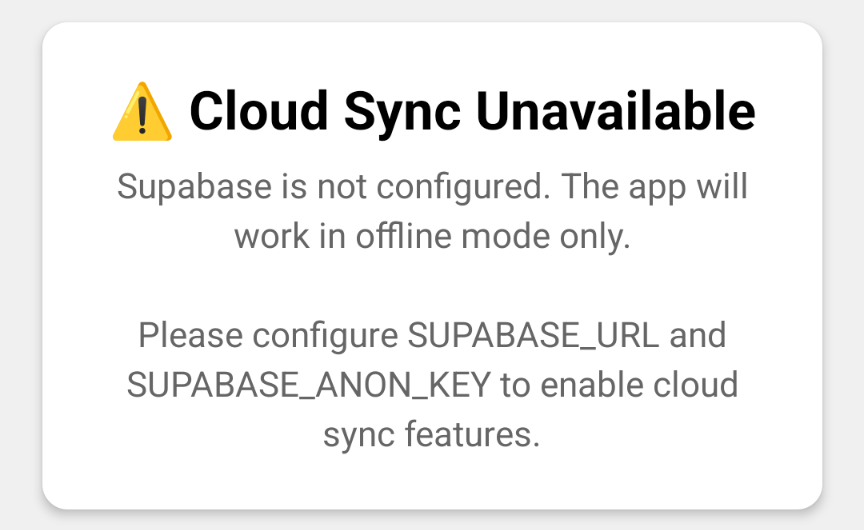 ⚠️ Cloud Sync Unavailable
Supabase is not configured. The app will
work in offline mode only.
Please configure SUPABASE_URL and
SUPABASE_ANON_KEY to enable cloud
sync features.